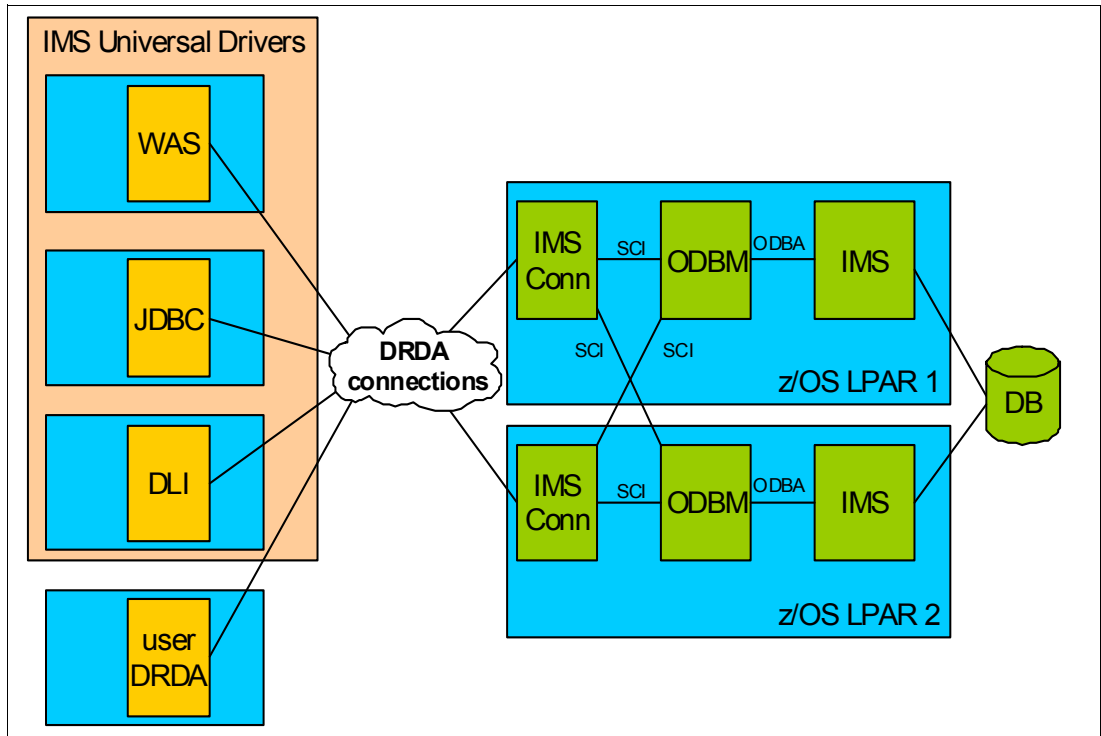 IMS Universal Drivers
WAS
JDBC
DLI
user
DRDA
DRDA
connections
IMS
Conn
SCI
ODBM
ODBA
IMS
SCI
SCI
z/OS LPAR 1
IMS
Conn
SCI
ODBM
ODBA
IMS
z/OS LPAR 2
DB